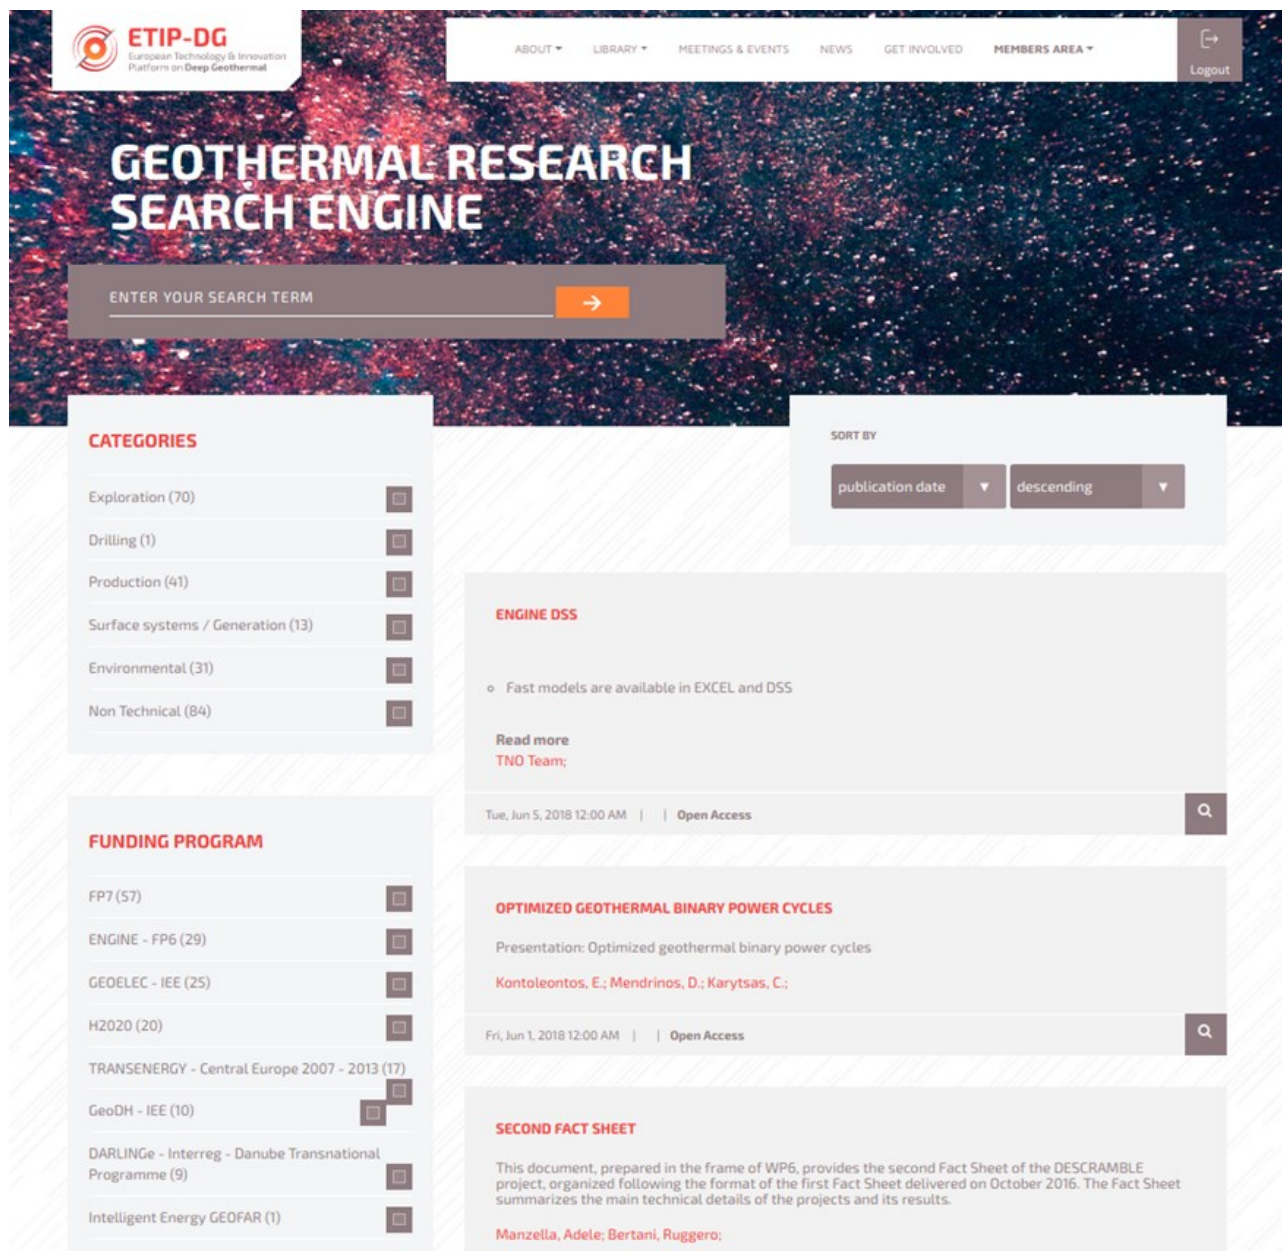 ETIP-DG
European Technology & Innovation
Platform on Deep Geothermal
ABOUT LIBRARY MEETINGS & EVENTS NEWS GET INVOLVED MEMBERS AREA
Logout
GEOTHERMAL RESEARCH
SEARCH ENGINE
ENTER YOUR SEARCH TERM
CATEGORIES
Exploration (70)
Drilling (1)
Production (41)
Surface systems / Generation (13)
Environmental (31)
Non Technical (84)
FUNDING PROGRAM
FP7 (57)
ENGINE - FP6 (29)
GEOELEC - IEE (25)
H2020 (20)
TRANSENERGY - Central Europe 2007 - 2013 (17)
GeoDH - IEE (10)
DARLINGe - Interreg - Danube Transnational
Programme (9)
Intelligent Energy GEOFAR (1)
SORT BY
publication date descending
ENGINE DSS
Fast models are available in EXCEL and DSS
Read more
TNO Team;
Tue, Jun 5, 2018 12:00 AM | | Open Access
OPTIMIZED GEOTHERMAL BINARY POWER CYCLES
Presentation: Optimized geothermal binary power cycles
Kontoleontos, E.; Mendrinos, D.; Karytsas, C.;
Fri, Jun 1, 2018 12:00 AM | | Open Access
SECOND FACT SHEET
This document, prepared in the frame of WP6, provides the second Fact Sheet of the DESCRAMBLE
project, organized following the format of the first Fact Sheet delivered on October 2016. The Fact Sheet
summarizes the main technical details of the projects and its results.
Manzella, Adele; Bertani, Ruggero;